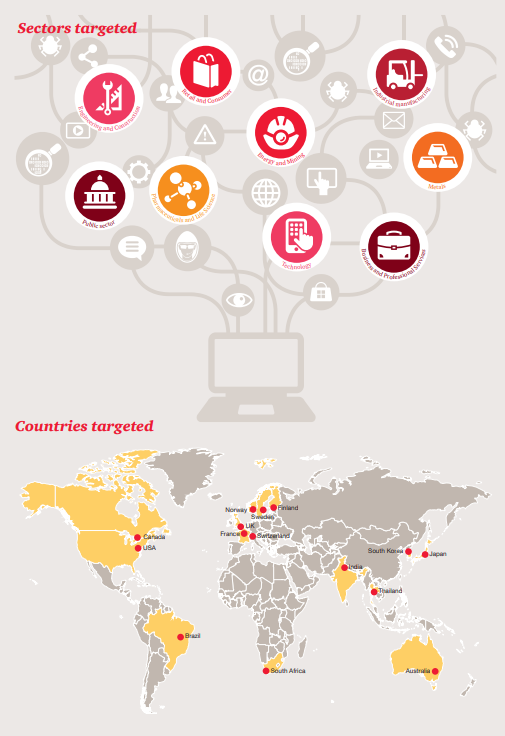 Sectors targeted
Engineering and Construction
Retail and Consumer
Industrial manufacturing
Energy and Mining
Metals
Public sector
Pharmaceuticals and Life Sciences
Technology
Business and Professional Services
Countries targeted
Norway
Sweden
Finland
UK
France
Switzerland
Canada
USA
South Korea
Japan
India
Thailand
Brazil
South Africa
Australia